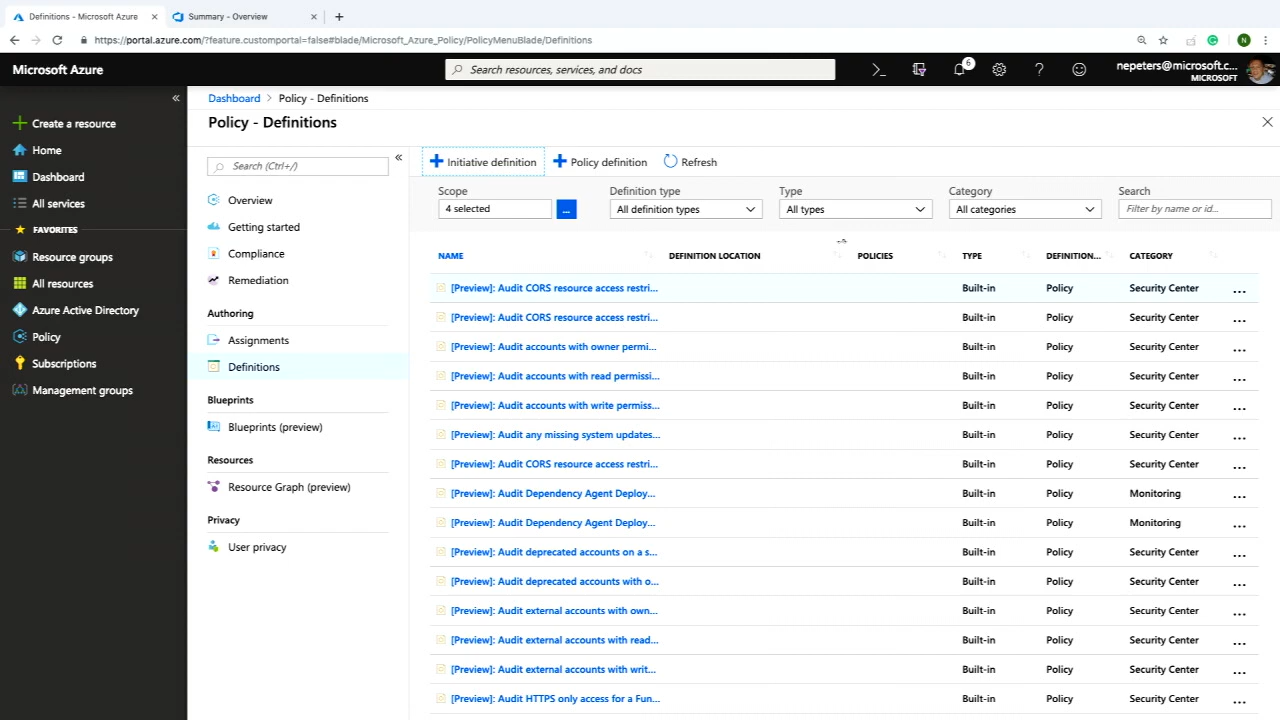 Definitions - Microsoft Azure
Summary - Overview
https://portal.azure.com/?feature.customportal=false#blade/Microsoft_Azure_Policy/PolicyMenuBlade/Definitions
N
Microsoft Azure
Search resources, services, and docs
6
nepeters@microsoft.c...
MICROSOFT
Create a resource
Home
Dashboard
All services
FAVORITES
Resource groups
All resources
Azure Active Directory
Policy
Subscriptions
Management groups
Dashboard > Policy - Definitions
Policy - Definitions
Search (Ctrl+/)
Overview
Getting started
Compliance
Remediation
Authoring
Assignments
Definitions
Blueprints
Blueprints (preview)
Resources
Resource Graph (preview)
Privacy
User privacy
Initiative definition
Policy definition
Refresh
Scope
4 selected
...
Definition type
All definition types
Type
All types
Category
All categories
Search
Filter by name or id...
NAME DEFINITION LOCATION POLICIES TYPE DEFINITION... CATEGORY
[Preview]: Audit CORS resource access restri... Built-in Policy Security Center ...
[Preview]: Audit CORS resource access restri... Built-in Policy Security Center ...
[Preview]: Audit accounts with owner permi... Built-in Policy Security Center ...
[Preview]: Audit accounts with read permissi... Built-in Policy Security Center ...
[Preview]: Audit accounts with write permiss... Built-in Policy Security Center ...
[Preview]: Audit any missing system updates... Built-in Policy Security Center ...
[Preview]: Audit CORS resource access restri... Built-in Policy Security Center ...
[Preview]: Audit Dependency Agent Deploy... Built-in Policy Monitoring ...
[Preview]: Audit Dependency Agent Deploy... Built-in Policy Monitoring ...
[Preview]: Audit deprecated accounts on a s... Built-in Policy Security Center ...
[Preview]: Audit deprecated accounts with o... Built-in Policy Security Center ...
[Preview]: Audit external accounts with own... Built-in Policy Security Center ...
[Preview]: Audit external accounts with read... Built-in Policy Security Center ...
[Preview]: Audit external accounts with writ... Built-in Policy Security Center ...
[Preview]: Audit HTTPS only access for a Fun... Built-in Policy Security Center ...